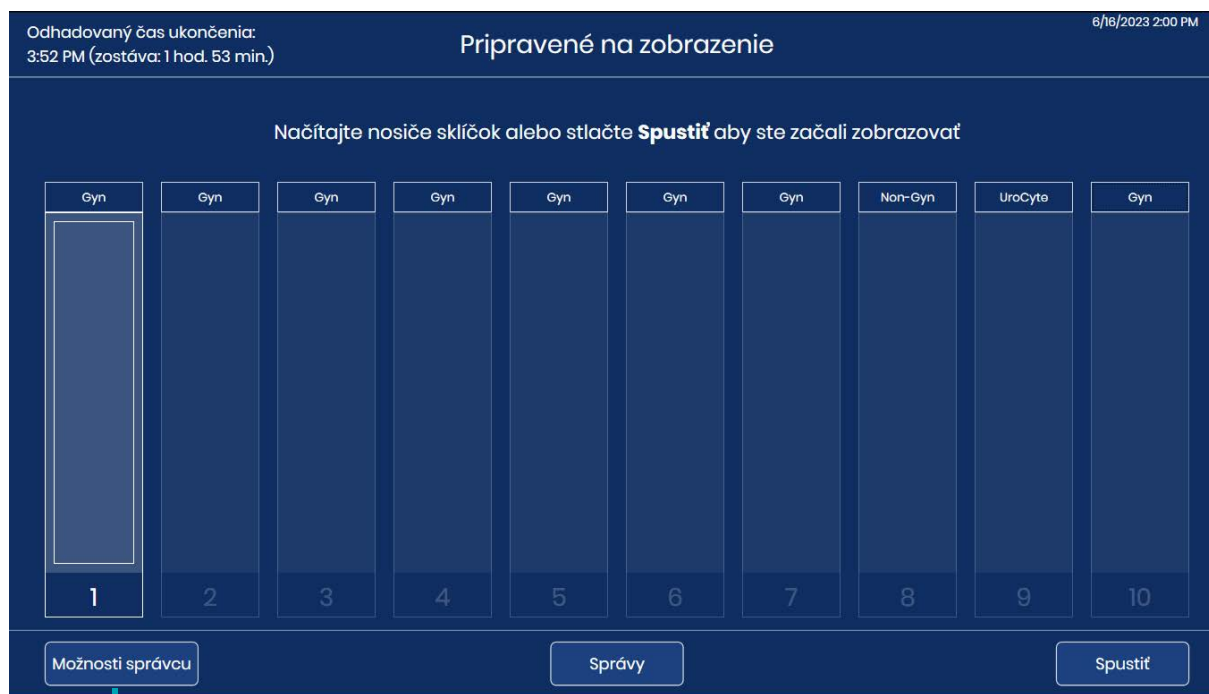 Odhadovaný čas ukončenia:
3:52 PM (zostáva: 1 hod. 53 min.)
Pripravené na zobrazenie
6/16/2023 2:00 PM
Načítajte nosiče sklíčok alebo stlačte Spustiť aby ste začali zobrazovať
Gyn Gyn Gyn Gyn Gyn Gyn Gyn Non-Gyn UroCyte Gyn
1 2 3 4 5 6 7 8 9 10
Možnosti správcu Správy Spustiť